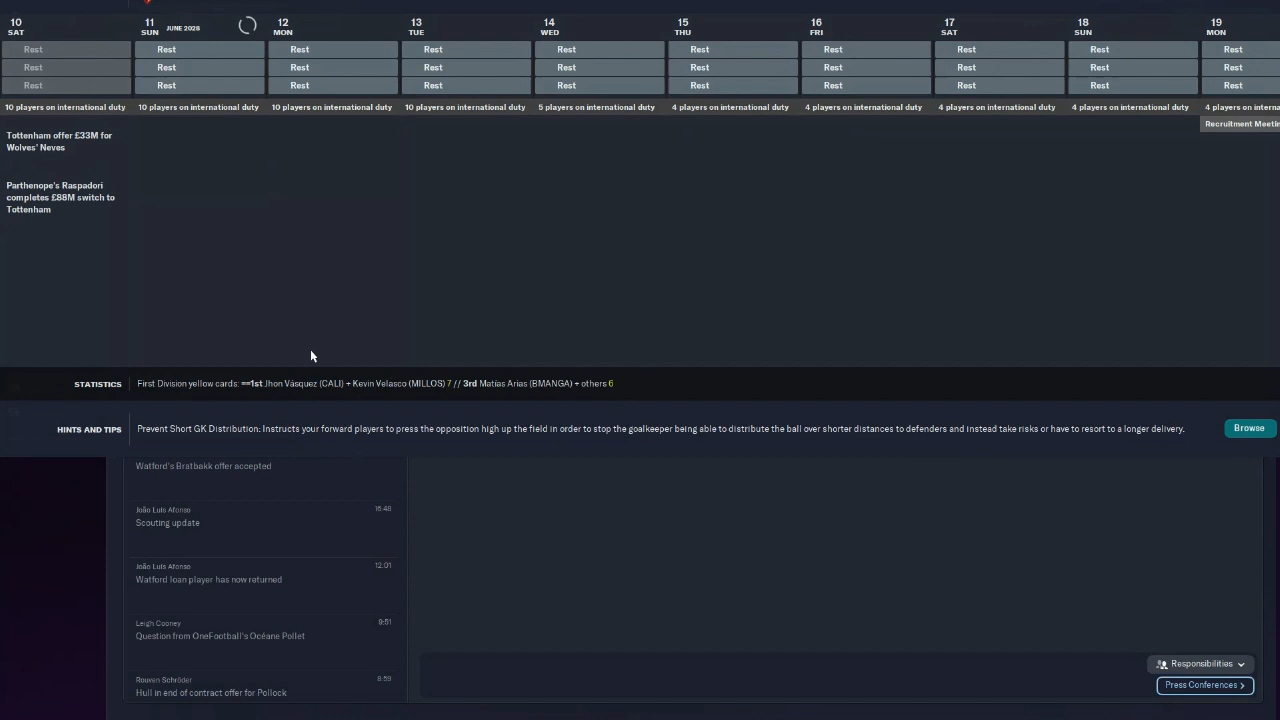 10
SAT
11
SUN
JUNE 2028
12
MON
13
TUE
14
WED
15
THU
16
FRI
17
SAT
18
SUN
19
MON
Rest Rest Rest Rest Rest Rest Rest Rest Rest Rest
Rest Rest Rest Rest Rest Rest Rest Rest Rest Rest
Rest Rest Rest Rest Rest Rest Rest Rest Rest Rest
10 players on international duty 10 players on international duty 10 players on international duty 10 players on international duty 5 players on international duty 4 players on international duty 4 players on international duty 4 players on international duty 4 players on international duty 4 players on interna
Recruitment Meetin
Tottenham offer £33M for
Wolves' Neves
Parthenope's Raspadori
completes £88M switch to
Tottenham
STATISTICS First Division yellow cards: ==1st Jhon Vásquez (CALI) + Kevin Velasco (MILLOS) 7 // 3rd Matías Arias (BMANGA) + others 6
HINTS AND TIPS Prevent Short GK Distribution: Instructs your forward players to press the opposition high up the field in order to stop the goalkeeper being able to distribute the ball over shorter distances to defenders and instead take risks or have to resort to a longer delivery. Browse
Watford's Bratbakk offer accepted
João Luís Afonso 16:48
Scouting update
João Luís Afonso 12:01
Watford loan player has now returned
Leigh Cooney 9:51
Question from OneFootball's Océane Pollet
Rouven Schröder 8:59
Hull in end of contract offer for Pollock
Responsibilities
Press Conferences